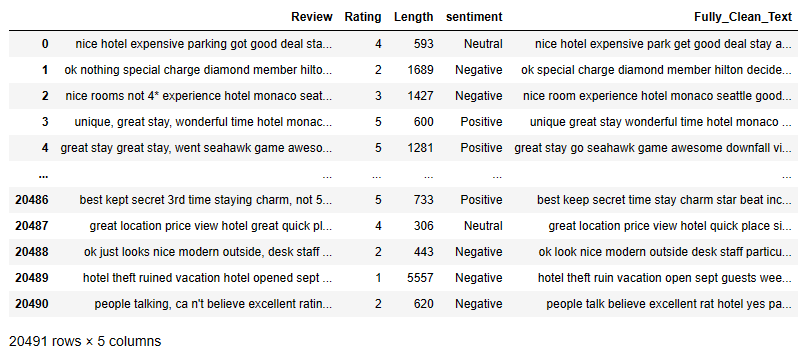 Review Rating Length sentiment Fully_Clean_Text
0 nice hotel expensive parking got good deal sta... 4 593 Neutral nice hotel expensive park get good deal stay a...
1 ok nothing special charge diamond member hilto... 2 1689 Negative ok special charge diamond member hilton decide...
2 nice rooms not 4* experience hotel monaco seat... 3 1427 Negative nice room experience hotel monaco seattle good...
3 unique, great stay, wonderful time hotel monac... 5 600 Positive unique great stay wonderful time hotel monaco ...
4 great stay great stay, went seahawk game aweso... 5 1281 Positive great stay go seahawk game awesome downfall vi...
... ... ... ... ... ...
20486 best kept secret 3rd time staying charm, not 5... 5 733 Positive best keep secret time stay charm star beat inc...
20487 great location price view hotel great quick pl... 4 306 Neutral great location price view hotel quick place si...
20488 ok just looks nice modern outside, desk staff ... 2 443 Negative ok look nice modern outside desk staff particu...
20489 hotel theft ruined vacation hotel opened sept ... 1 5557 Negative hotel theft ruin vacation open sept guests wee...
20490 people talking, ca n't believe excellent ratin... 2 620 Negative people talk believe excellent rat hotel yes pa...
20491 rows × 5 columns